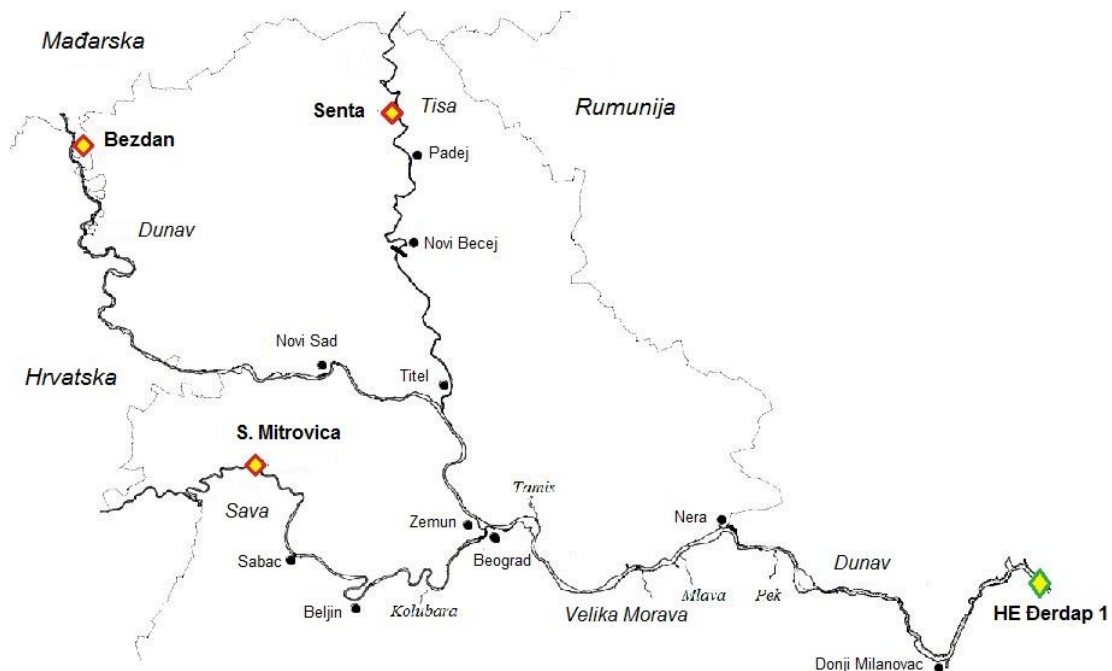 Mađarska
Senta
Tisa
Rumunija
Bezdan
Padej
Dunav
Novi Becej
Novi Sad
Hrvatska
Titel
S. Mitrovica
Tamis
Sava
Zemun
Nera
Beograd
Sabac
Dunav
Beljin
Kolubara
Velika Morava
Mlava
Pek
HE Đerdap 1
Donji Milanovac